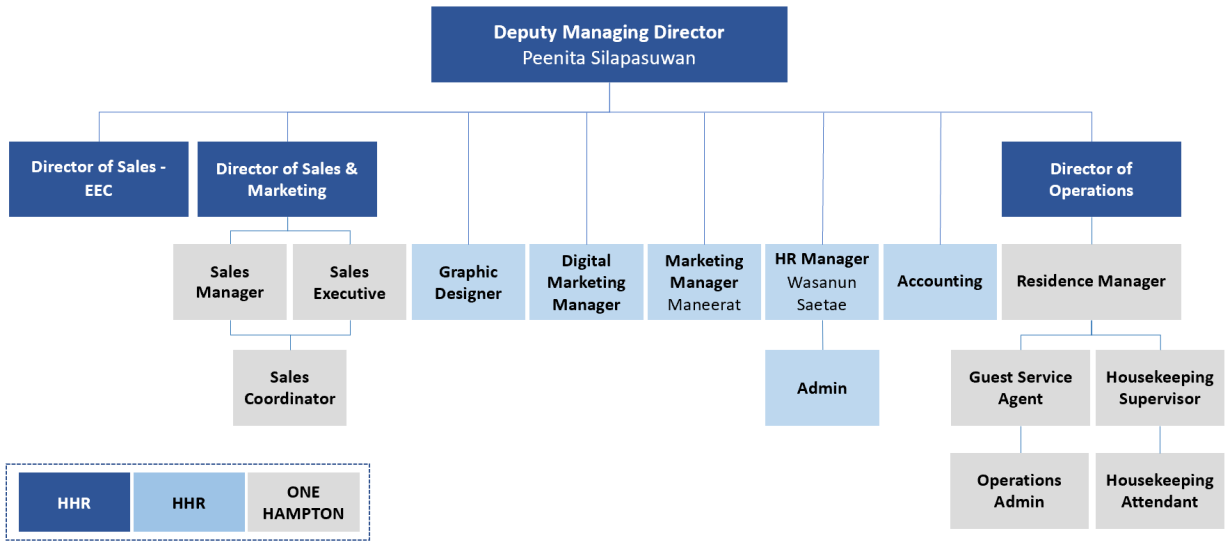 Deputy Managing Director
Peenita Silapasuwan
Director of Sales -
EEC
Director of Sales &
Marketing
Director of
Operations
Sales
Manager
Sales
Executive
Graphic
Designer
Digital
Marketing
Manager
Marketing
Manager
Maneerat
HR Manager
Wasanun
Saetae
Accounting
Residence Manager
Sales
Coordinator
Admin
Guest Service
Agent
Housekeeping
Supervisor
Operations
Admin
Housekeeping
Attendant
HHR
HHR
ONE
HAMPTON